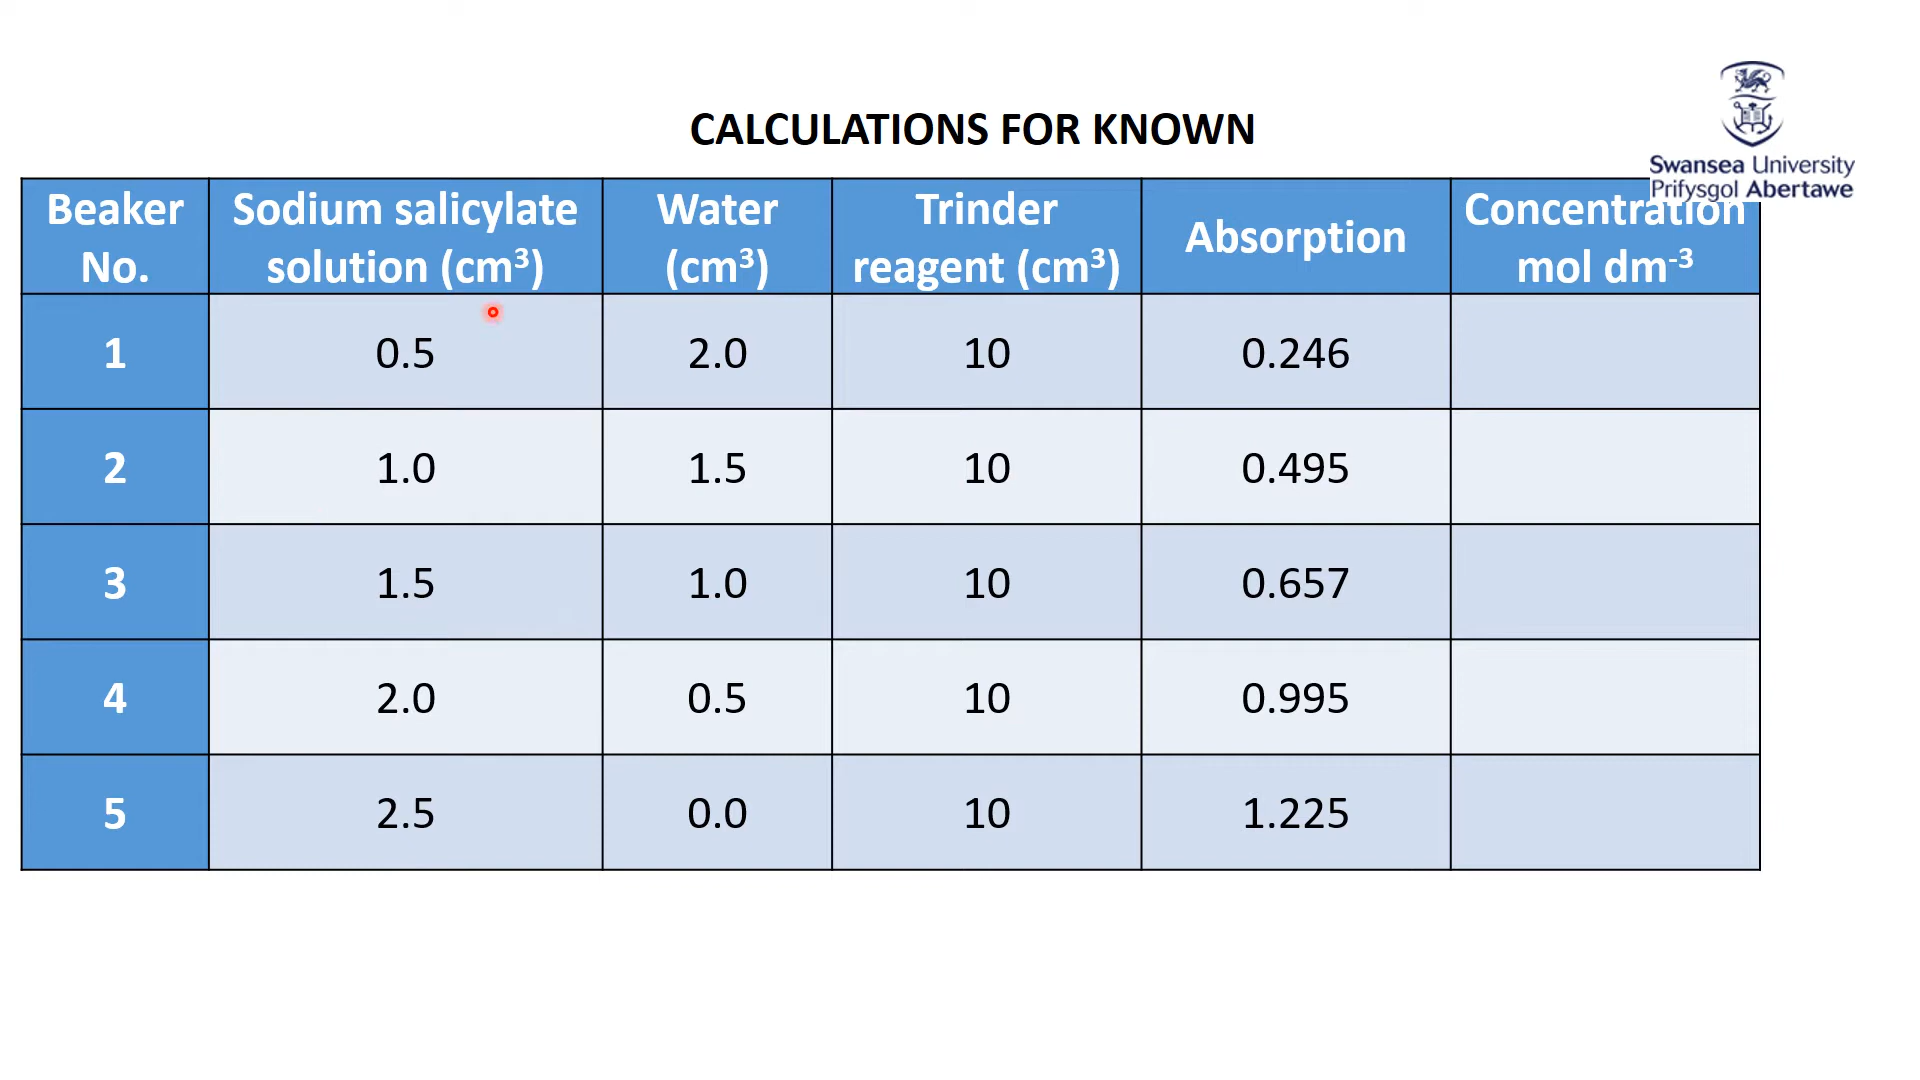 CALCULATIONS FOR KNOWN
Swansea University
Prifysgol Abertawe
Beaker No. Sodium salicylate solution (cm³) Water (cm³) Trinder reagent (cm³) Absorption Concentration mol dm⁻³
1 0.5 2.0 10 0.246
2 1.0 1.5 10 0.495
3 1.5 1.0 10 0.657
4 2.0 0.5 10 0.995
5 2.5 0.0 10 1.225